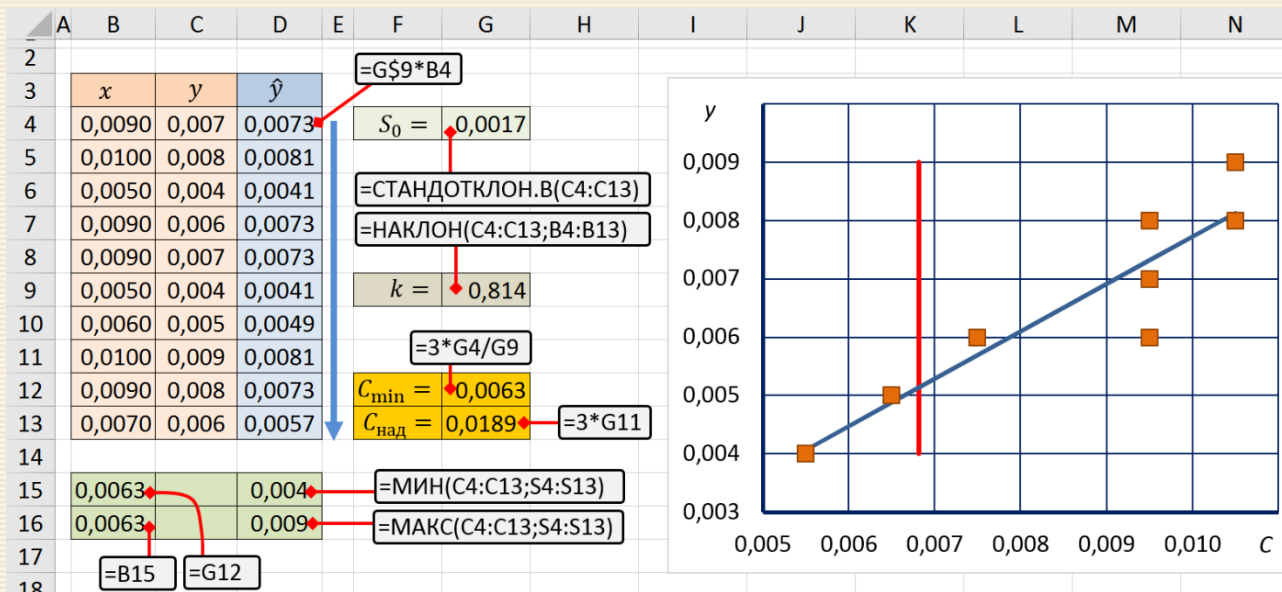 A B C D E F G H I J K L M N
2
=G$9*B4
3 x y ŷ
4 0,0090 0,007 0,0073 S₀ = 0,0017
5 0,0100 0,008 0,0081
6 0,0050 0,004 0,0041 =СТАНДОТКЛОН.В(C4:C13)
7 0,0090 0,006 0,0073 =НАКЛОН(C4:C13;B4:B13)
8 0,0090 0,007 0,0073
9 0,0050 0,004 0,0041 k = 0,814
10 0,0060 0,005 0,0049
11 0,0100 0,009 0,0081 =3*G4/G9
12 0,0090 0,008 0,0073 Cmin = 0,0063
13 0,0070 0,006 0,0057 Cнад = 0,0189 =3*G11
14
15 0,0063 0,004 =МИН(C4:C13;S4:S13)
16 0,0063 0,009 =МАКС(C4:C13;S4:S13)
17
=B15 =G12
18
y
0,009
0,008
0,007
0,006
0,005
0,004
0,003
0,005 0,006 0,007 0,008 0,009 0,010 C